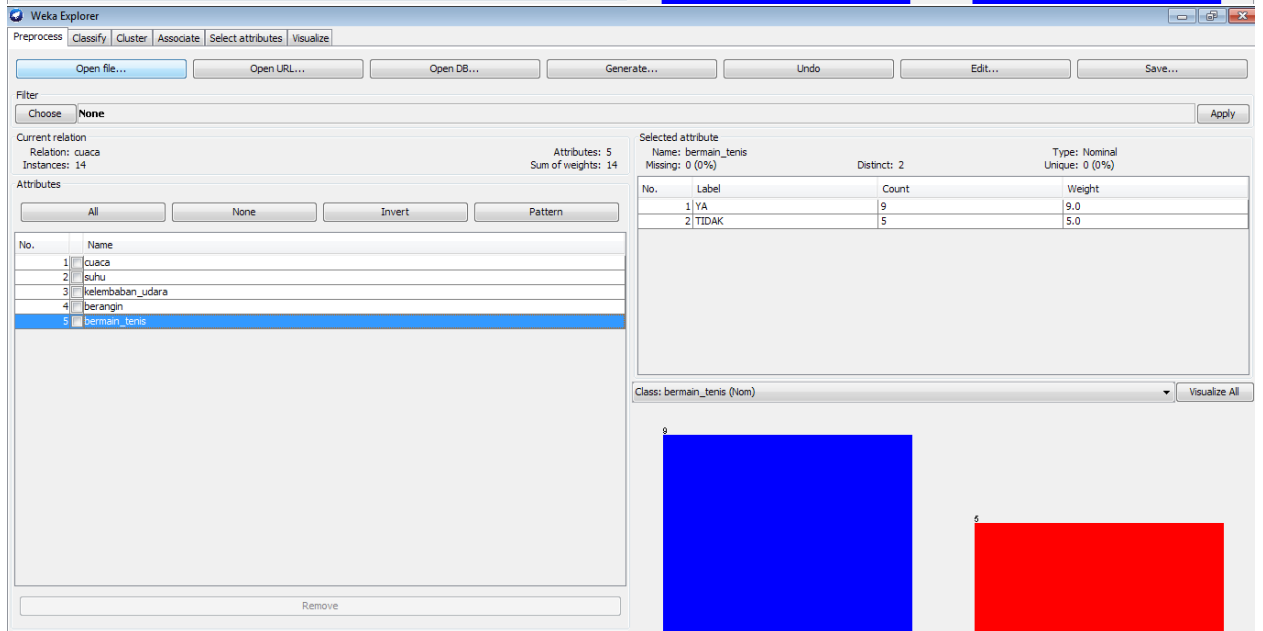 Weka Explorer
Preprocess Classify Cluster Associate Select attributes Visualize
Open file... Open URL... Open DB... Generate... Undo Edit... Save...
Filter
Choose None Apply
Current relation
Relation: cuaca Attributes: 5
Instances: 14 Sum of weights: 14
Selected attribute
Name: bermain_tenis Type: Nominal
Missing: 0 (0%) Distinct: 2 Unique: 0 (0%)
Attributes
All None Invert Pattern
No. Name
1 cuaca
2 suhu
3 kelembaban_udara
4 berangin
5 bermain_tenis
Remove
No. Label Count Weight
1 YA 9 9.0
2 TIDAK 5 5.0
Class: bermain_tenis (Nom) Visualize All
9
5